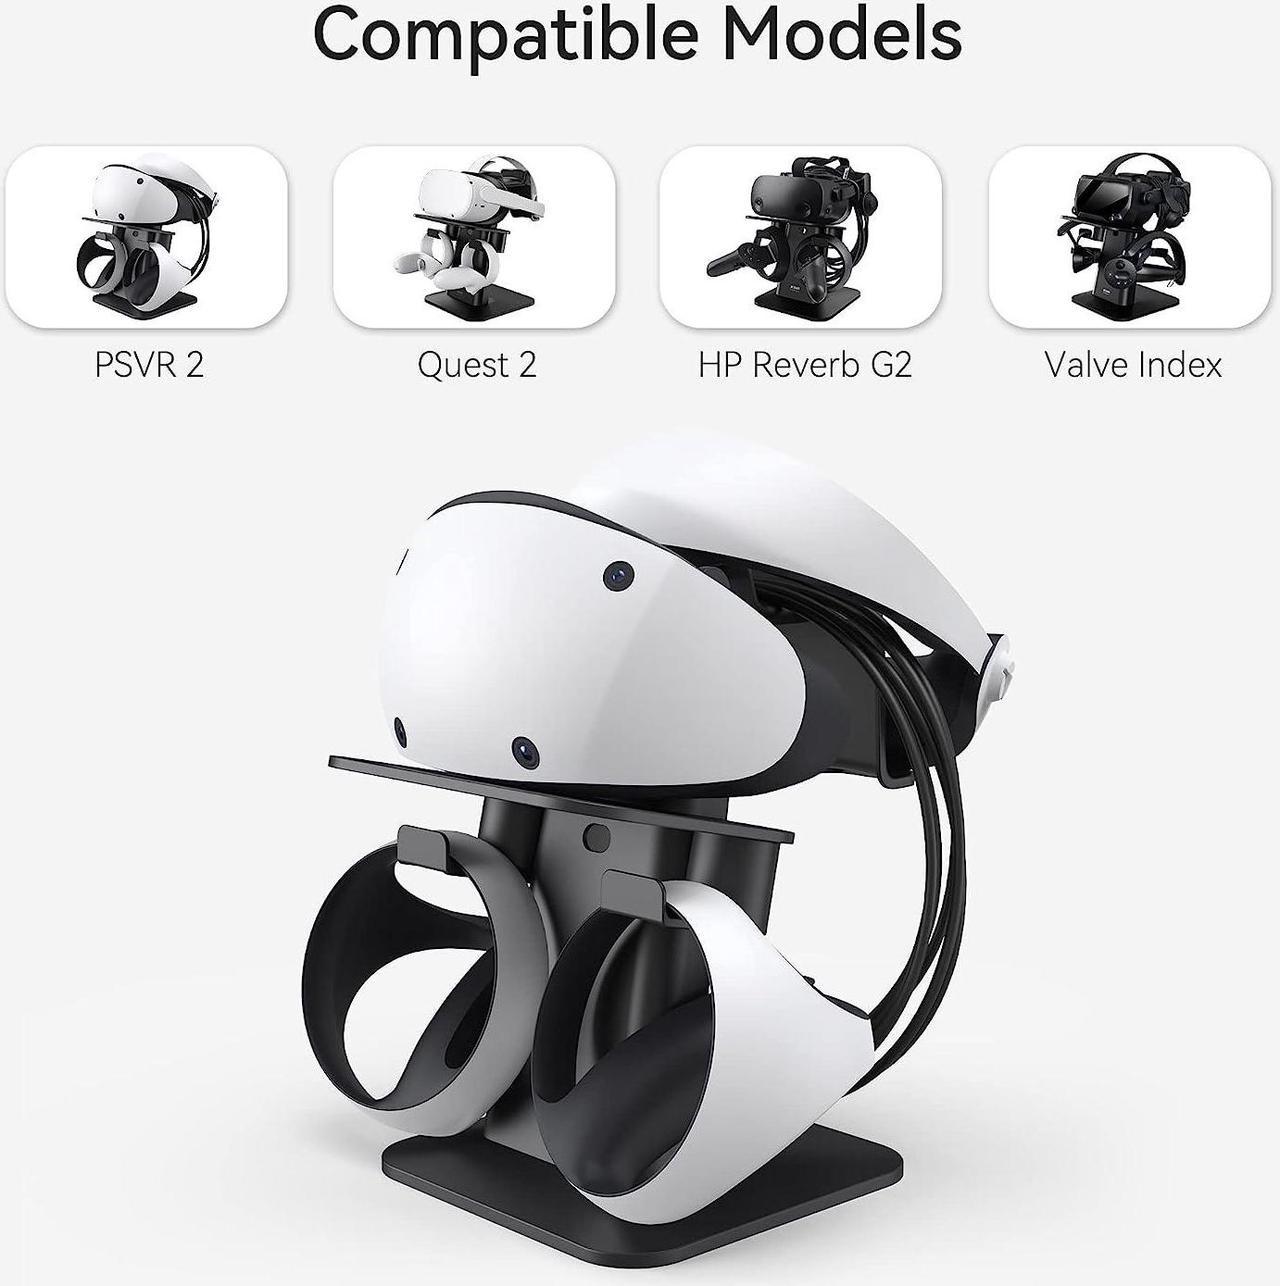 Compatible Models
PSVR 2
Quest 2
HP Reverb G2
Valve Index